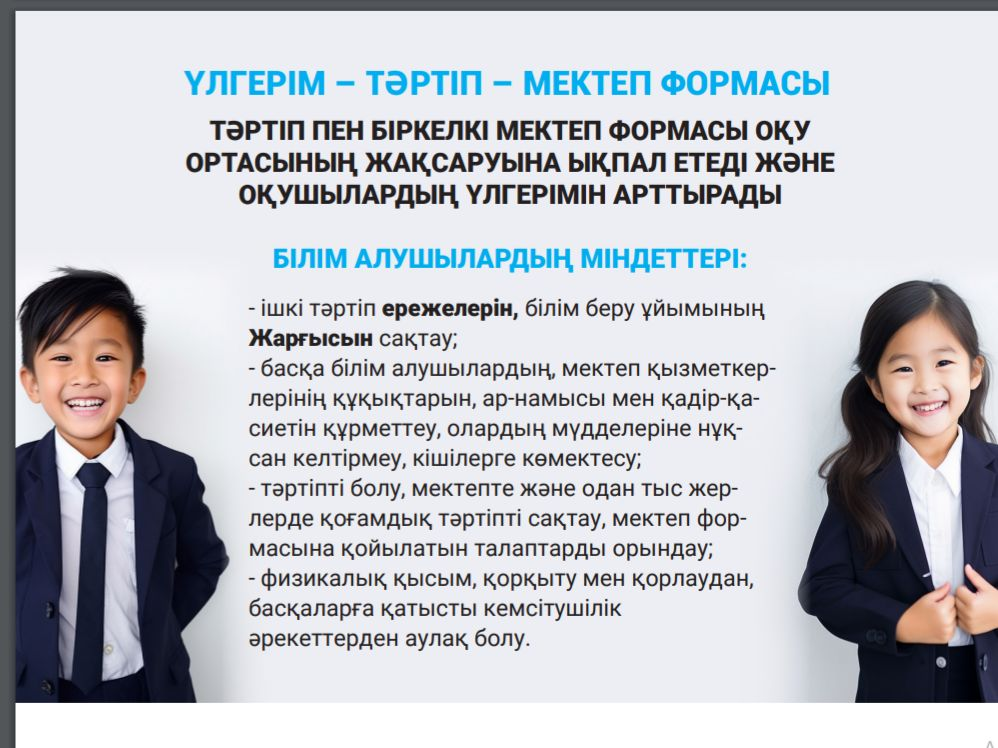 ҮЛГЕРІМ – ТӘРТІП – МЕКТЕП ФОРМАСЫ
ТӘРТІП ПЕН БІРКЕЛКІ МЕКТЕП ФОРМАСЫ ОҚУ
ОРТАСЫНЫҢ ЖАҚСАРУЫНА ЫҚПАЛ ЕТЕДІ ЖӘНЕ
ОҚУШЫЛАРДЫҢ ҮЛГЕРІМІН АРТТЫРАДЫ
БІЛІМ АЛУШЫЛАРДЫҢ МІНДЕТТЕРІ:
- ішкі тәртіп ережелерін, білім беру ұйымының
Жарғысын сақтау;
- басқа білім алушылардың, мектеп қызметкер-
лерінің құқықтарын, ар-намысы мен қадір-қа-
сиетін құрметтеу, олардың мүдделеріне нұқ-
сан келтірмеу, кішілерге көмектесу;
- тәртіпті болу, мектепте және одан тыс жер-
лерде қоғамдық тәртіпті сақтау, мектеп фор-
масына қойылатын талаптарды орындау;
- физикалық қысым, қорқыту мен қорлаудан,
басқаларға қатысты кемсітушілік
әрекеттерден аулақ болу.